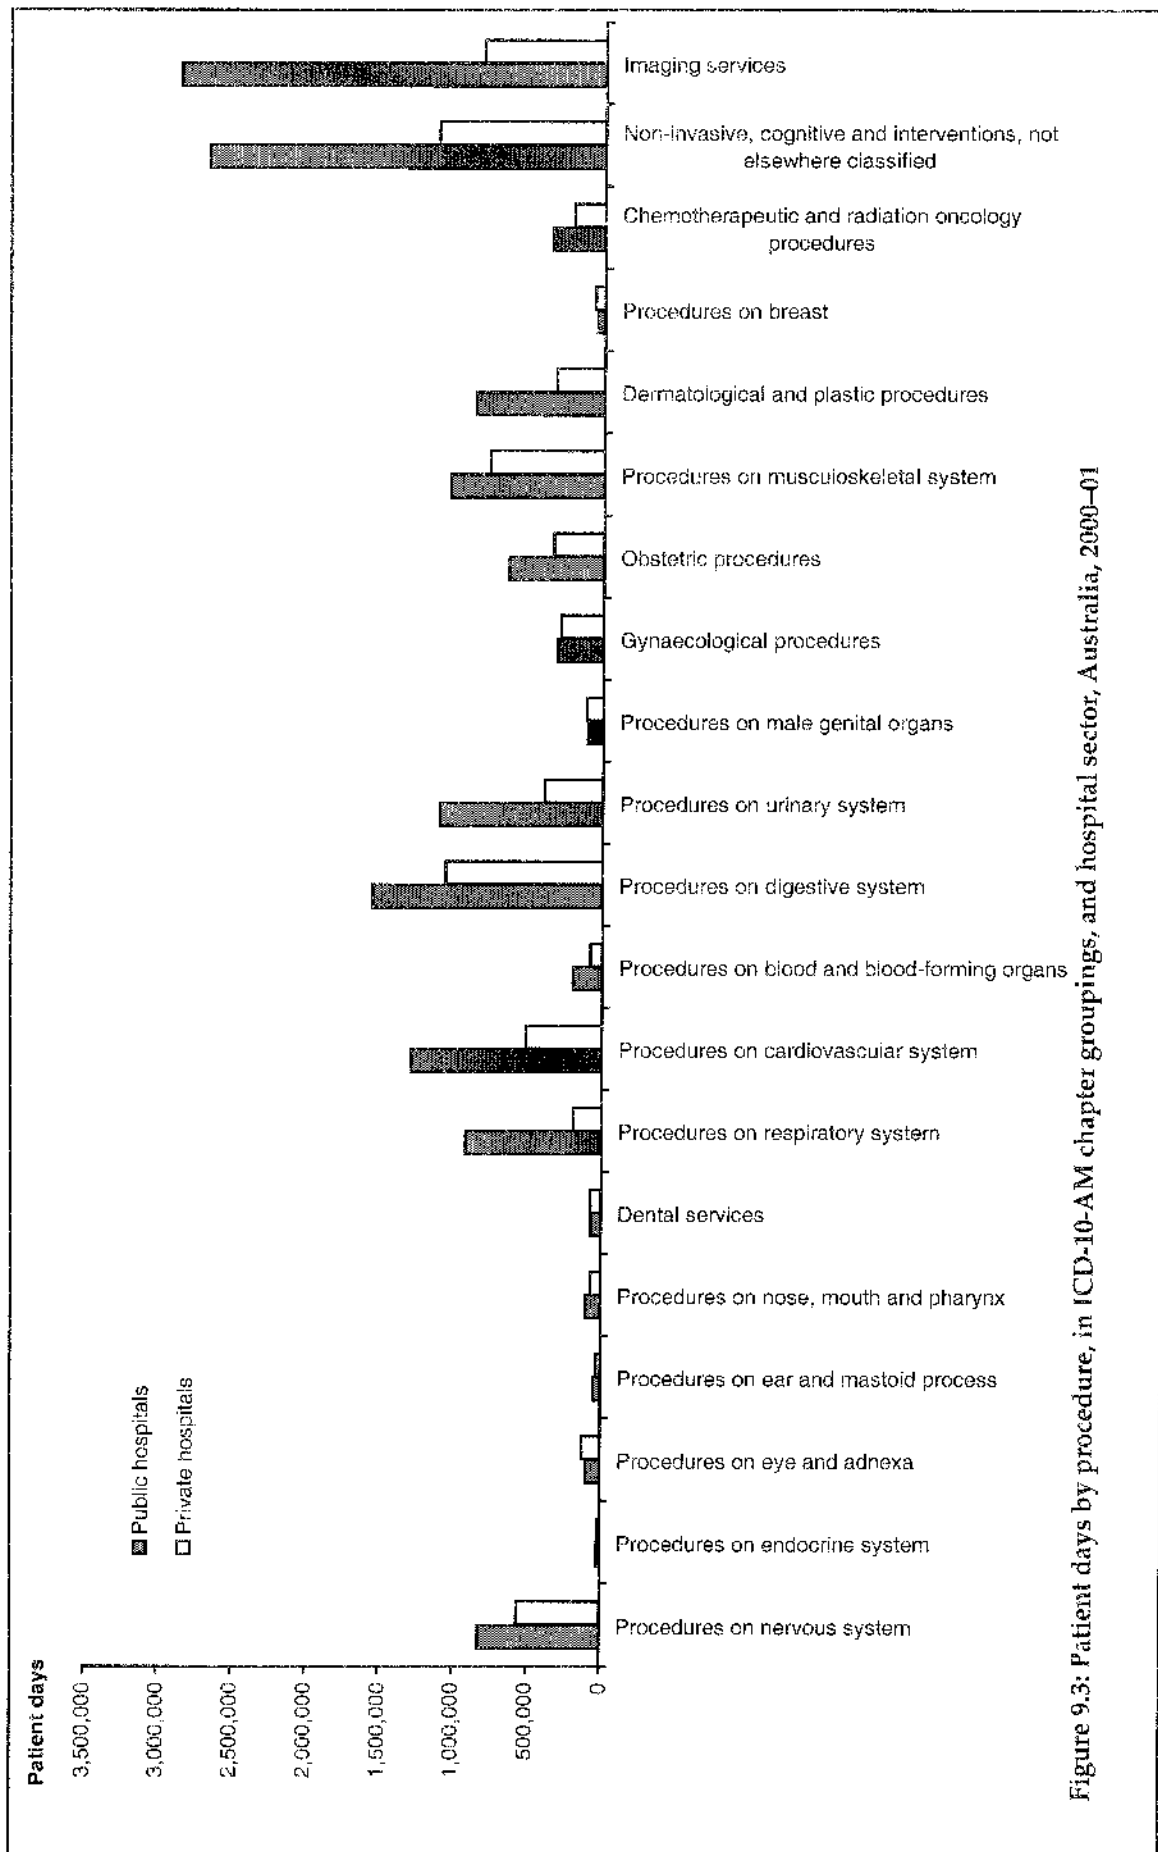 Patient days
3,500,000
3,000,000
2,500,000
2,000,000
1,500,000
1,000,000
500,000
0
Public hospitals
Private hospitals
Procedures on nervous system
Procedures on endocrine system
Procedures on eye and adnexa
Procedures on ear and mastoid process
Procedures on nose, mouth and pharynx
Dental services
Procedures on respiratory system
Procedures on cardiovascular system
Procedures on blood and blood-forming organs
Procedures on digestive system
Procedures on urinary system
Procedures on male genital organs
Gynaecological procedures
Obstetric procedures
Procedures on musculoskeletal system
Dermatological and plastic procedures
Procedures on breast
Chemotherapeutic and radiation oncology
procedures
Non-invasive, cognitive and interventions, not
elsewhere classified
Imaging services
Figure 9.3: Patient days by procedure, in ICD-10-AM chapter groupings, and hospital sector, Australia, 2000–01